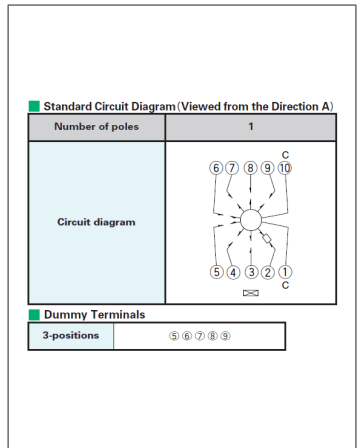 Standard Circuit Diagram(Viewed from the Direction A)
Number of poles 1
Circuit diagram
C
⑥ ⑦ ⑧ ⑨ ⑩
⑤ ④ ③ ② ①
C
Dummy Terminals
3-positions ⑤ ⑥ ⑦ ⑧ ⑨